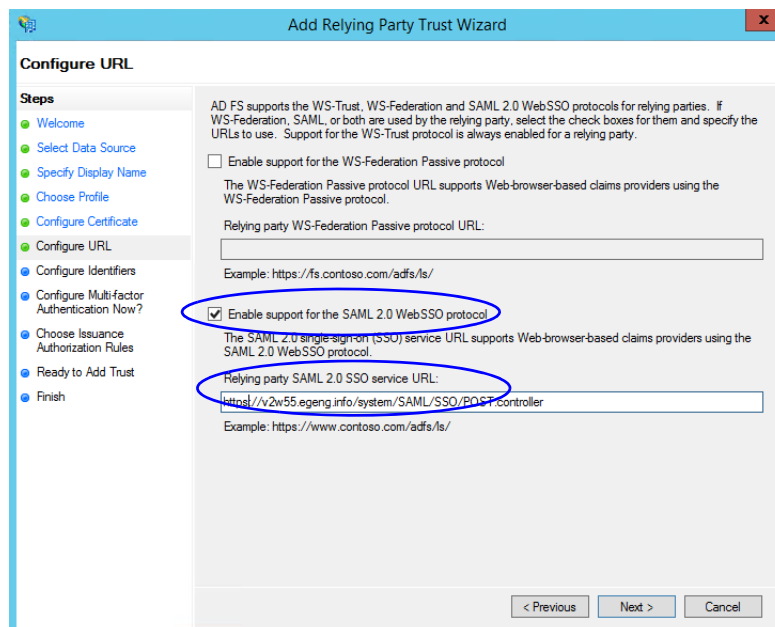 Add Relying Party Trust Wizard
x
Configure URL
Steps
Welcome
Select Data Source
Specify Display Name
Choose Profile
Configure Certificate
Configure URL
Configure Identifiers
Configure Multi-factor
Authentication Now?
Choose Issuance
Authorization Rules
Ready to Add Trust
Finish
AD FS supports the WS-Trust, WS-Federation and SAML 2.0 WebSSO protocols for relying parties. If
WS-Federation, SAML, or both are used by the relying party, select the check boxes for them and specify the
URLs to use. Support for the WS-Trust protocol is always enabled for a relying party.
Enable support for the WS-Federation Passive protocol
The WS-Federation Passive protocol URL supports Web-browser-based claims providers using the
WS-Federation Passive protocol.
Relying party WS-Federation Passive protocol URL:
Example: https://fs.contoso.com/adfs/ls/
Enable support for the SAML 2.0 WebSSO protocol
The SAML 2.0 single-sign-on (SSO) service URL supports Web-browser-based claims providers using the
SAML 2.0 WebSSO protocol.
Relying party SAML 2.0 SSO service URL:
https://v2w55.egeng.info/system/SAML/SSO/POST.controller
Example: https://www.contoso.com/adfs/ls/
< Previous
Next >
Cancel